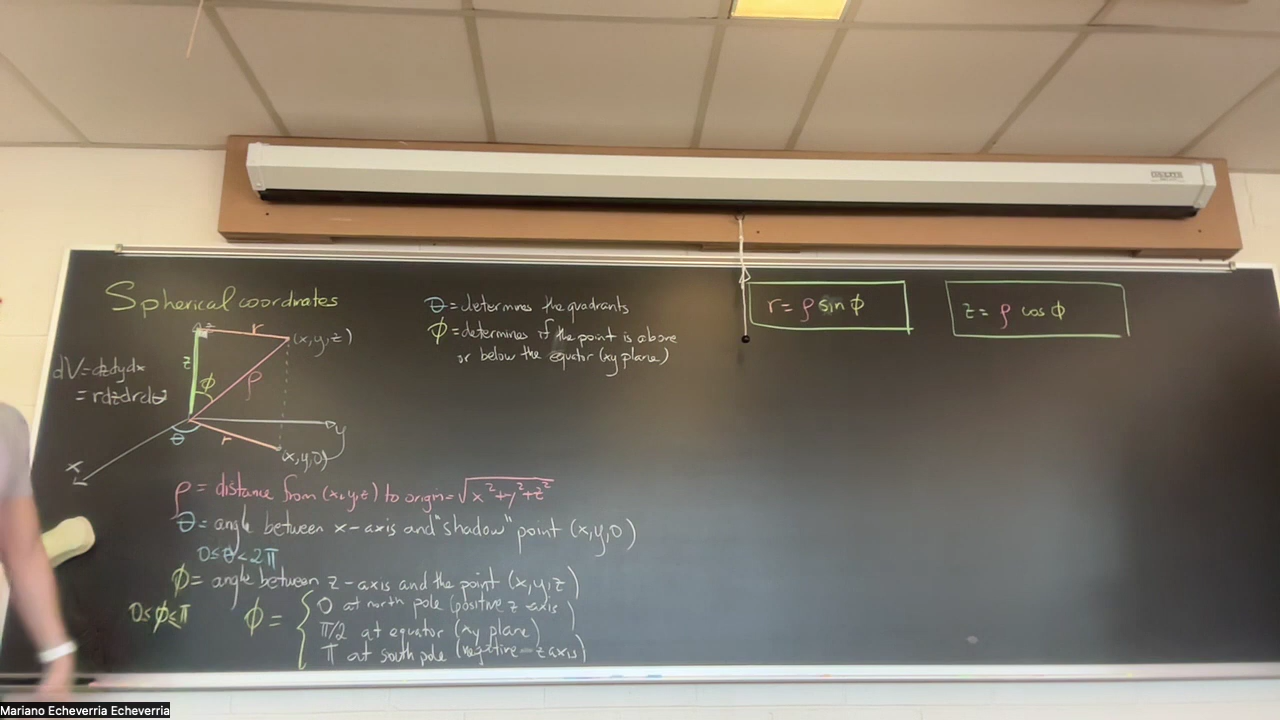 Spherical coordinates
z
r
(x,y,z)
z
φ
ρ
dV = dzdydx
= rdzdrdθ
θ
r
y
x
(x,y,0)
ρ = distance from (x,y,z) to origin = √x²+y²+z²
θ = angle between x-axis and "shadow" point (x,y,0)
0≤θ<2π
φ = angle between z-axis and the point (x,y,z)
0≤φ≤π
φ = { 0 at north pole (positive z axis)
π/2 at equator (xy plane)
π at south pole (negative z axis)
θ = determines the quadrants
φ = determines if the point is above
or below the equator (xy plane)
r = ρ sin φ
z = ρ cos φ
Mariano Echeverria Echeverria